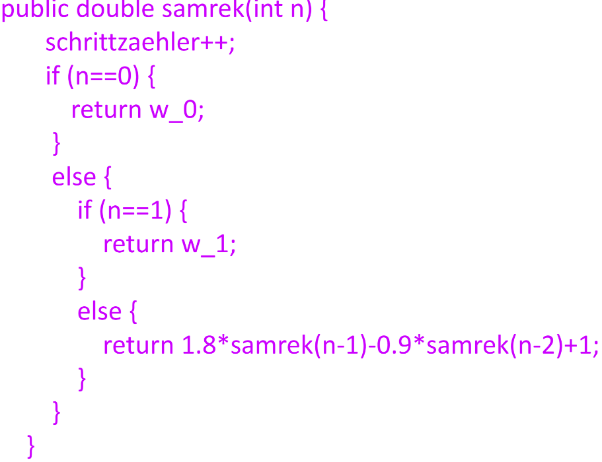 public double samrek(int n) {
schrittzaehler++;
if (n==0) {
return w_0;
}
else {
if (n==1) {
return w_1;
}
else {
return 1.8*samrek(n-1)-0.9*samrek(n-2)+1;
}
}
}